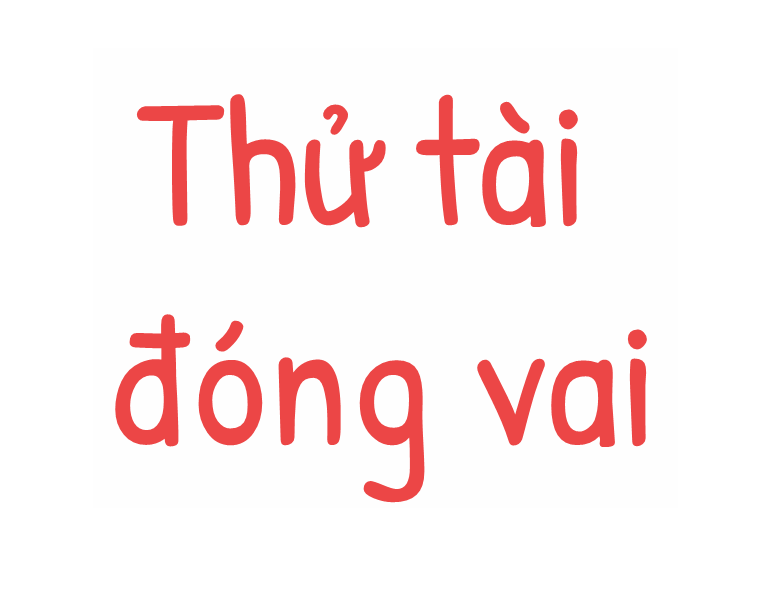 Thử tài
đóng vai